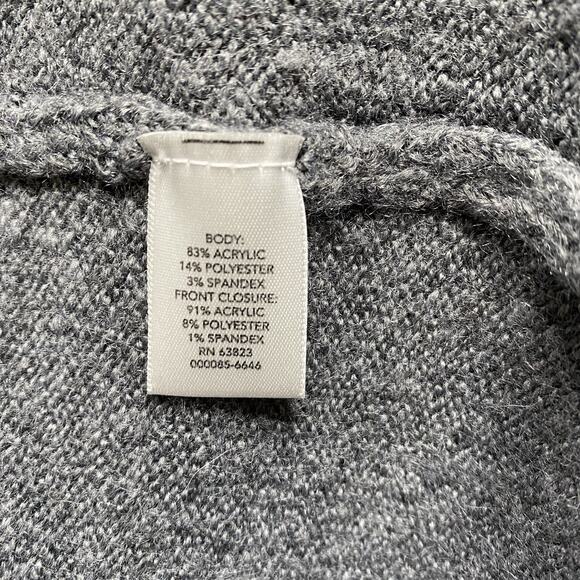 BODY:
83% ACRYLIC
14% POLYESTER
3% SPANDEX
FRONT CLOSURE:
91% ACRYLIC
8% POLYESTER
1% SPANDEX
RN 63823
000085-6646